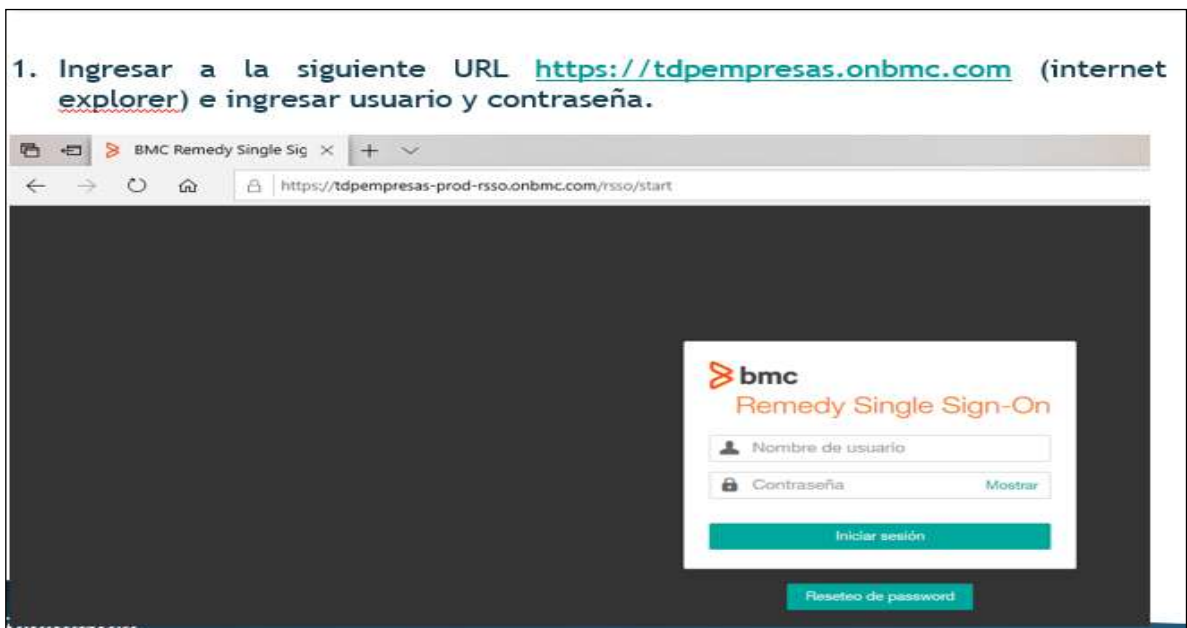 1. Ingresar a la siguiente URL https://tdpempresas.onbmc.com (internet
explorer) e ingresar usuario y contraseña.
BMC Remedy Single Sig
https://tdpempresas-prod-rsso.onbmc.com/rsso/start
bmc
Remedy Single Sign-On
Nombre de usuario
Contraseña Mostrar
Iniciar sesión
Reseteo de password